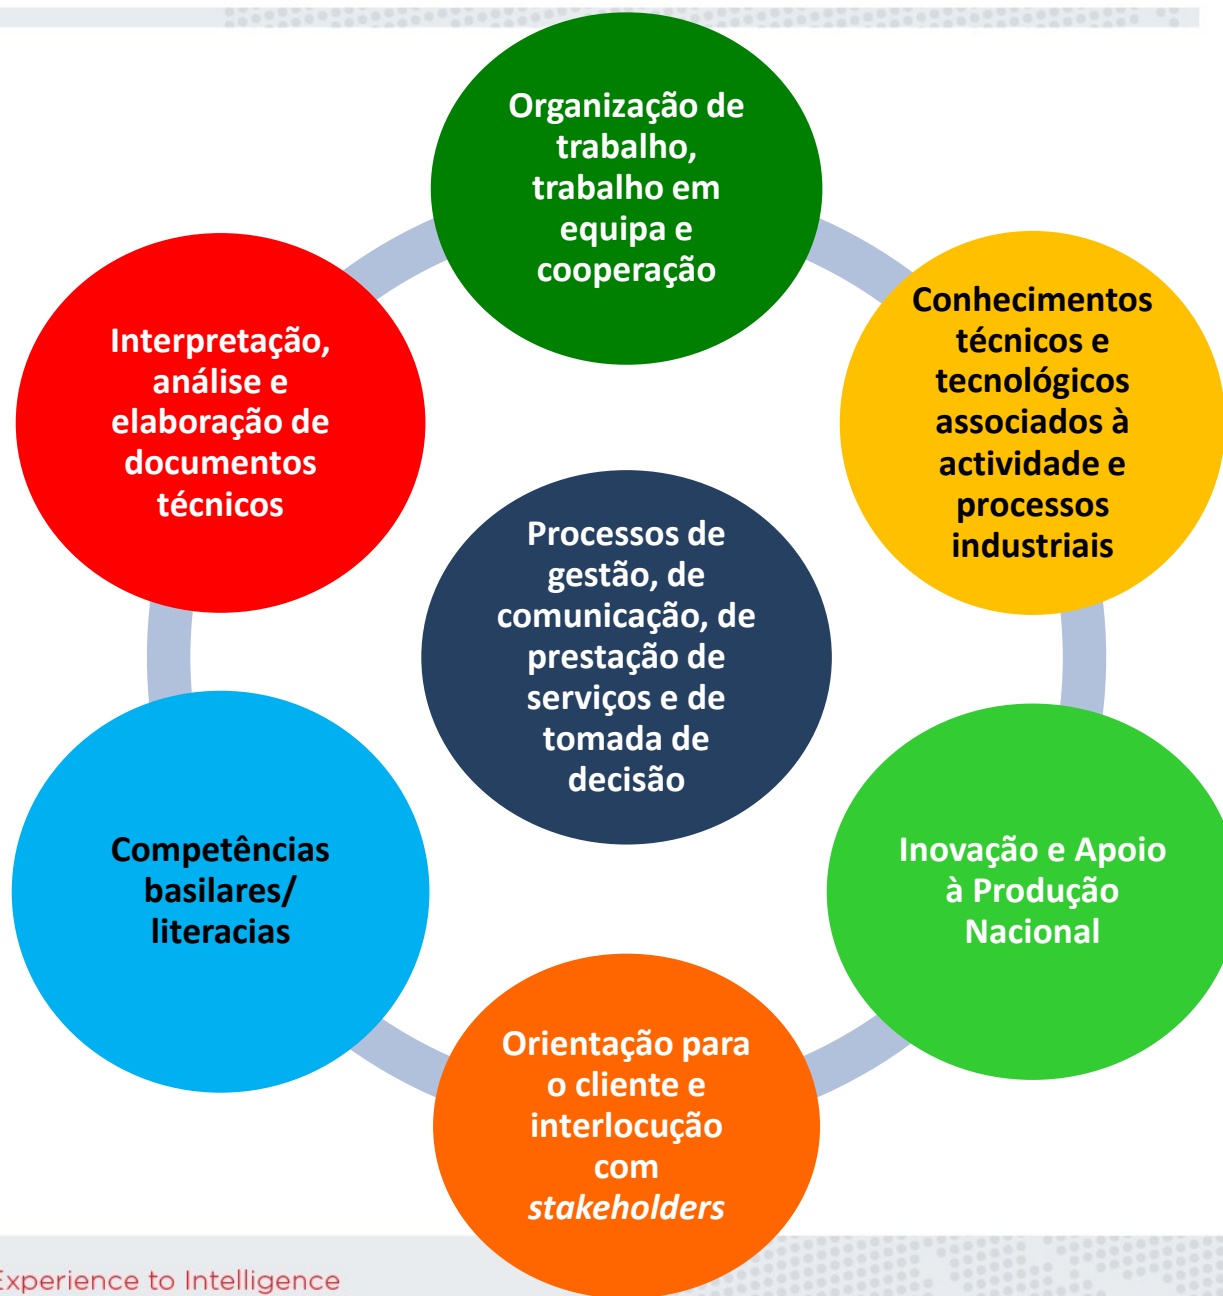 Organização de
trabalho,
trabalho em
equipa e
cooperação
Conhecimentos
técnicos e
tecnológicos
associados à
actividade e
processos
industriais
Interpretação,
análise e
elaboração de
documentos
técnicos
Processos de
gestão, de
comunicação, de
prestação de
serviços e de
tomada de
decisão
Competências
basilares/
literacias
Inovação e Apoio
à Produção
Nacional
Orientação para
o cliente e
interlocução
com
stakeholders
Experience to Intelligence